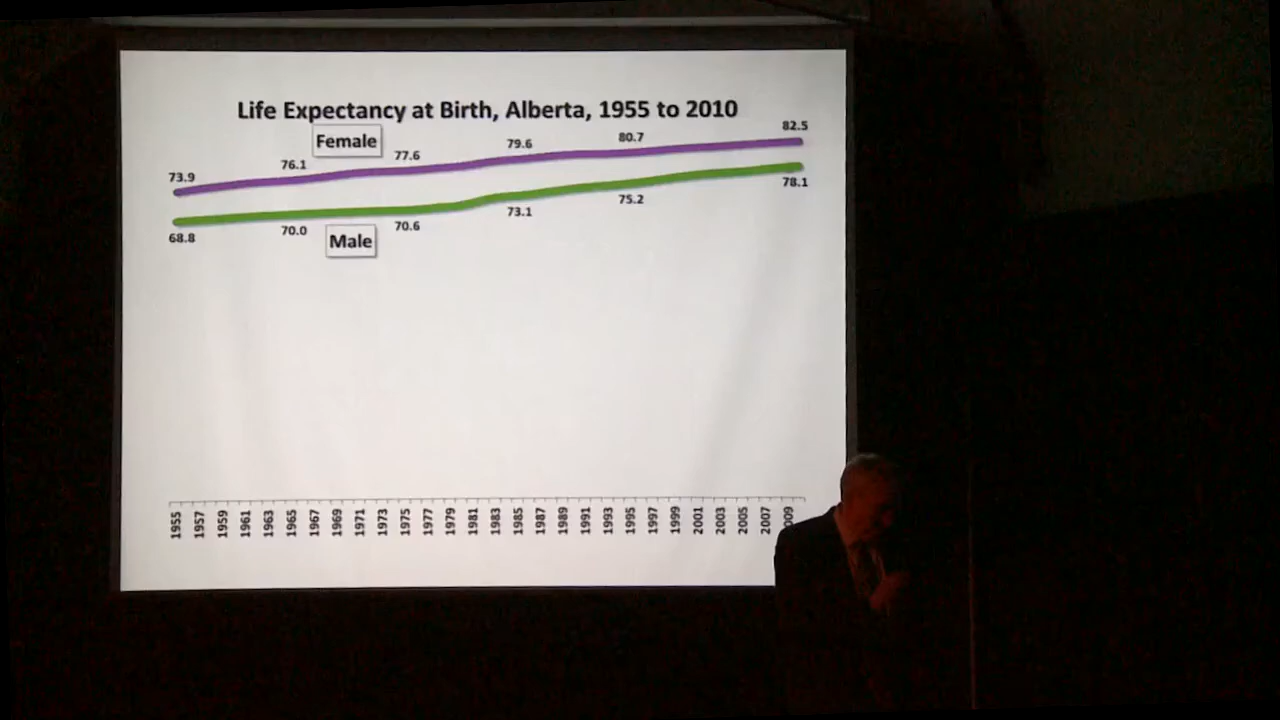 Life Expectancy at Birth, Alberta, 1955 to 2010
Female
73.9 76.1 77.6 79.6 80.7 82.5
68.8 70.0 70.6 73.1 75.2 78.1
Male
1955 1957 1959 1961 1963 1965 1967 1969 1971 1973 1975 1977 1979 1981 1983 1985 1987 1989 1991 1993 1995 1997 1999 2001 2003 2005 2007